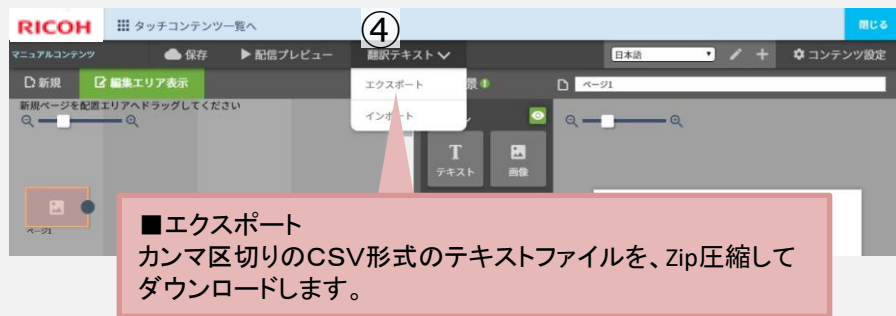 RICOH タッチコンテンツ一覧へ 閉じる
④
マニュアルコンテンツ 保存 配信プレビュー 翻訳テキスト 日本語 コンテンツ設定
新規 編集エリア表示 エクスポート 景 ページ1
新規ページを配置エリアへドラッグしてください
インポート
T
テキスト 画像
ページ1
■エクスポート
カンマ区切りのCSV形式のテキストファイルを、Zip圧縮して
ダウンロードします。